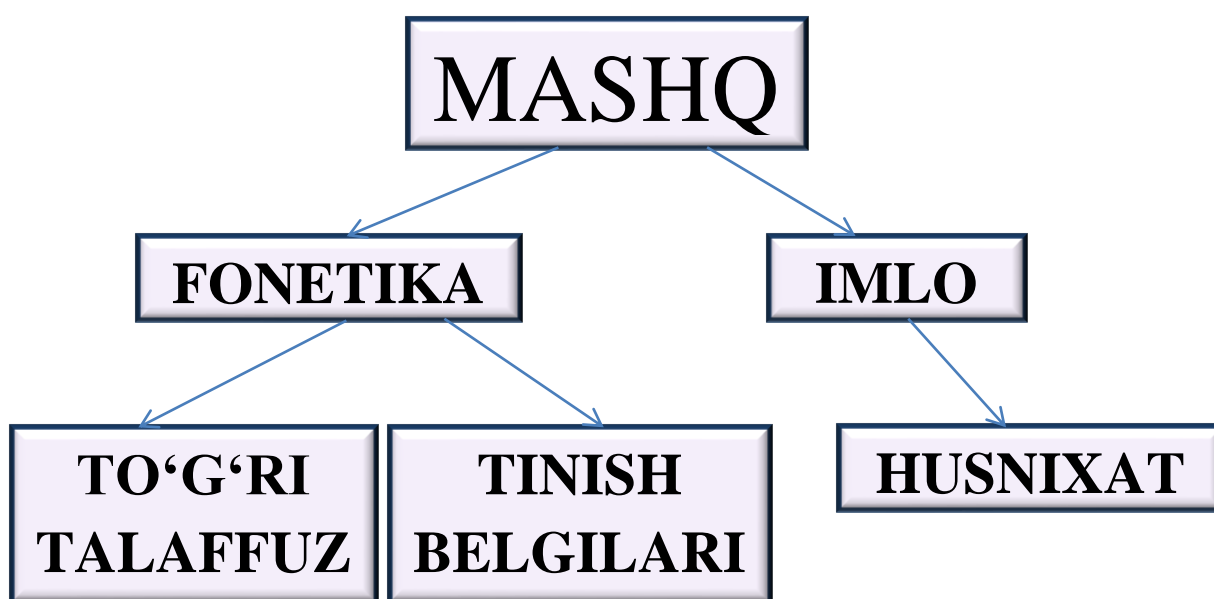 MASHQ
FONETIKA
IMLO
TO‘G‘RI
TALAFFUZ
TINISH
BELGILARI
HUSNIXAT